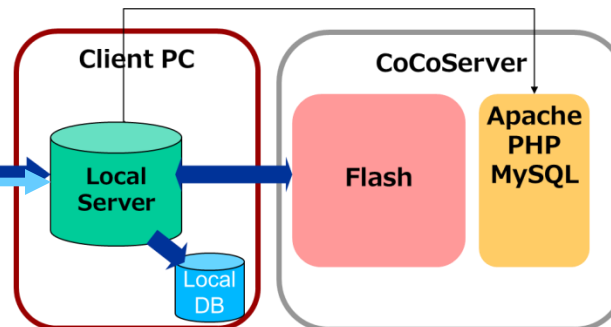 Client PC
Local
Server
Local
DB
CoCoServer
Flash
Apache
PHP
MySQL